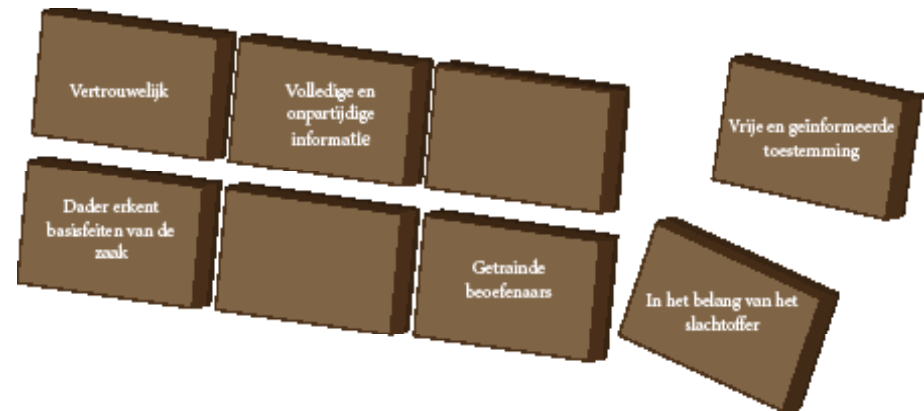 Vertrouwelijk
Volledige en
onpartijdige
informatie
Vrije en geïnformeerde
toestemming
Dader erkent
basisfeiten van de
zaak
Getrainde
beoefenaars
In het belang van het
slachtoffer